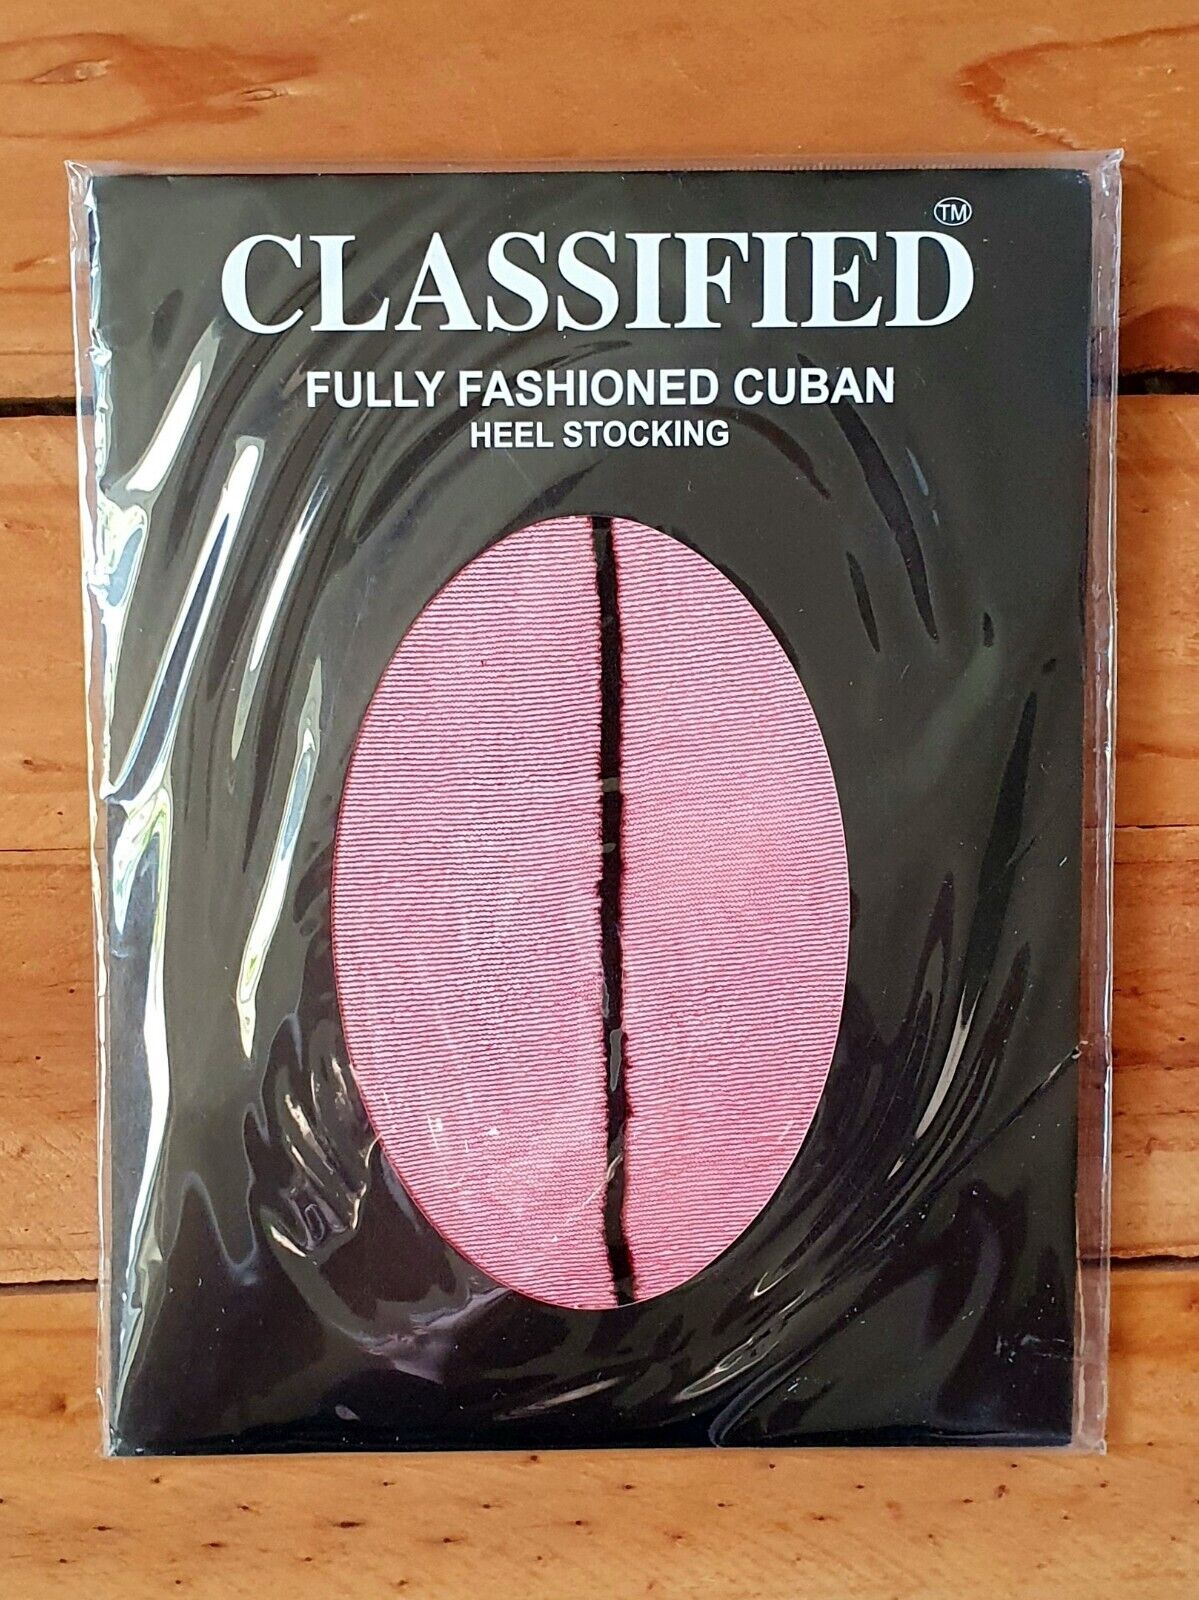 CLASSIFIED™
FULLY FASHIONED CUBAN
HEEL STOCKING